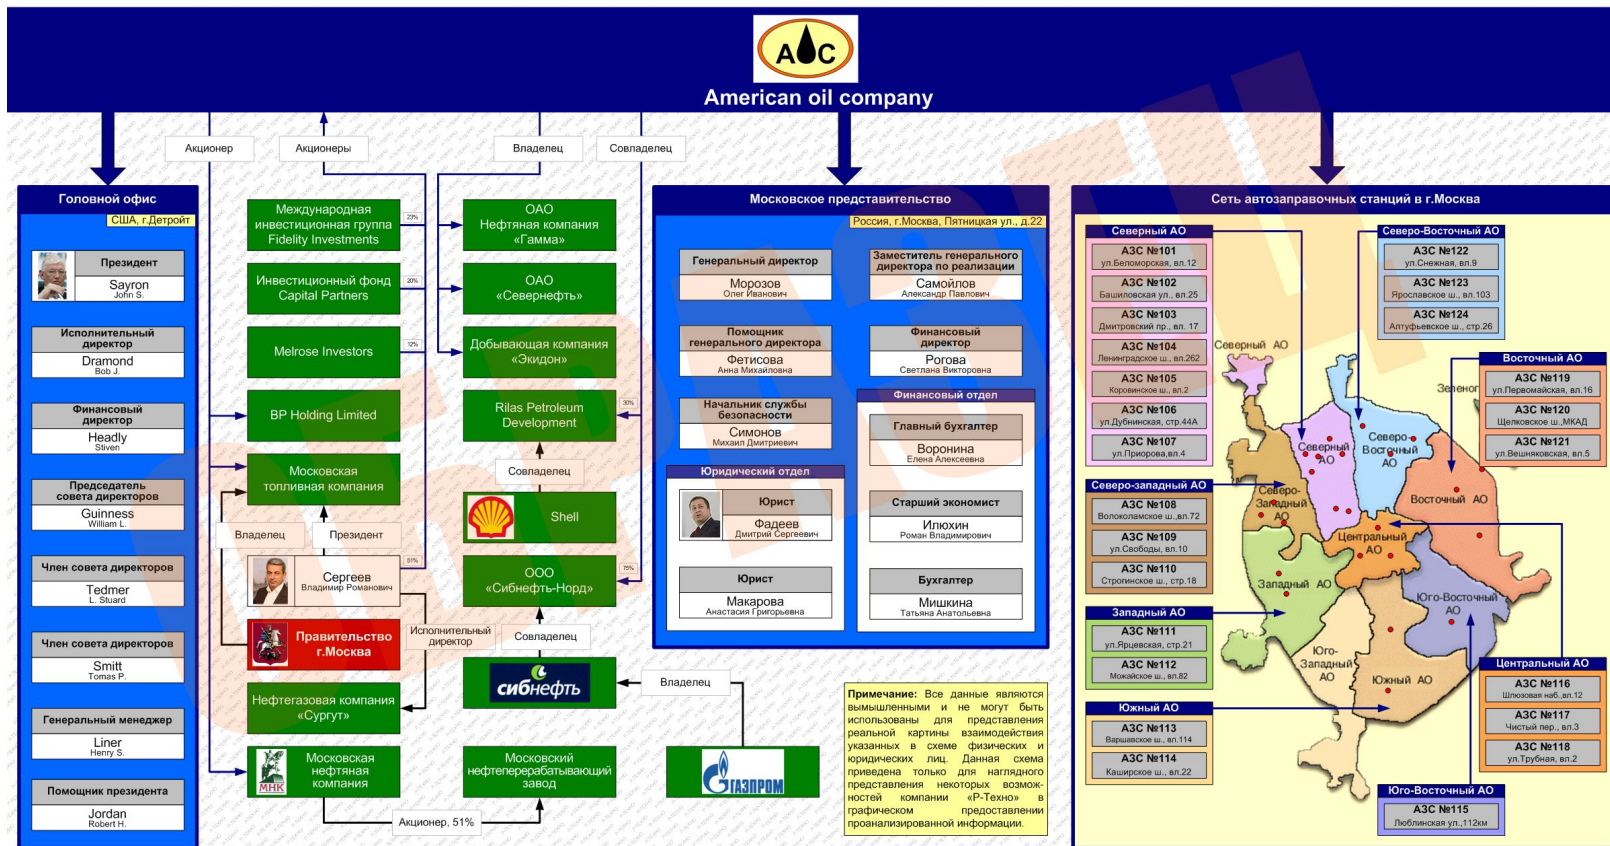 АС
American oil company
Акционер
Акционеры
Владелец
Совладелец
Головной офис
США, г.Детройт
Президент
Sayron
John S.
Исполнительный
директор
Dramond
Bob J.
Финансовый
директор
Headly
Stiven
Председатель
совета директоров
Guinness
William L.
Член совета директоров
Tedmer
L. Stuard
Член совета директоров
Smitt
Tomas P.
Генеральный менеджер
Liner
Henry S.
Помощник президента
Jordan
Robert H.
Международная
инвестиционная группа
Fidelity Investments
23%
Инвестиционный фонд
Capital Partners
20%
Melrose Investors
12%
BP Holding Limited
Московская
топливная компания
Владелец
Президент
Сергеев
Владимир Романович
51%
Правительство
г.Москва
Исполнительный
директор
Нефтегазовая компания
«Сургут»
МНК
Московская
нефтяная
компания
Акционер, 51%
ОАО
Нефтяная компания
«Гамма»
ОАО
«Севернефть»
Добывающая компания
«Экидон»
Rilas Petroleum
Development
30%
Совладелец
Shell
ООО
«Сибнефть-Норд»
75%
Совладелец
сибнефть
Владелец
Московский
нефтеперерабатывающий
завод
ГАЗПРОМ
Московское представительство
Россия, г.Москва, Пятницкая ул., д.22
Генеральный директор
Морозов
Олег Иванович
Заместитель генерального
директора по реализации
Самойлов
Александр Павлович
Помощник
генерального директора
Фетисова
Анна Михайловна
Финансовый
директор
Рогова
Светлана Викторовна
Начальник службы
безопасности
Симонов
Михаил Дмитриевич
Юридический отдел
Юрист
Фадеев
Дмитрий Сергеевич
Юрист
Макарова
Анастасия Григорьевна
Финансовый отдел
Главный бухгалтер
Воронина
Елена Алексеевна
Старший экономист
Илюхин
Роман Владимирович
Бухгалтер
Мишкина
Татьяна Анатольевна
Примечание: Все данные являются
вымышленными и не могут быть
использованы для представления
реальной картины взаимодействия
указанных в схеме физических и
юридических лиц. Данная схема
приведена только для наглядного
представления некоторых возмож-
ностей компании «Р-Техно» в
графическом предоставлении
проанализированной информации.
Сеть автозаправочных станций в г.Москва
Северный АО
АЗС №101
ул.Беломорская, вл.12
АЗС №102
Башиловская ул., вл.25
АЗС №103
Дмитровский пр., вл. 17
АЗС №104
Ленинградское ш., вл.262
АЗС №105
Коровинское ш., вл.2
АЗС №106
ул.Дубнинская, стр.44А
АЗС №107
ул.Приорова,вл.4
Северо-западный АО
АЗС №108
Волоколамское ш.,вл.72
АЗС №109
ул.Свободы, вл.10
АЗС №110
Строгинское ш., стр.18
Западный АО
АЗС №111
ул.Ярцевская, стр.21
АЗС №112
Можайское ш., вл.82
Южный АО
АЗС №113
Варшавское ш., вл.114
АЗС №114
Каширское ш., вл.22
Северо-Восточный АО
АЗС №122
ул.Снежная, вл.9
АЗС №123
Ярославское ш., вл.103
АЗС №124
Алтуфьевское ш., стр.26
Восточный АО
АЗС №119
ул.Первомайская, вл.16
АЗС №120
Щелковское ш.,МКАД
АЗС №121
ул.Вешняковская, вл.5
Центральный АО
АЗС №116
Шлюзовая наб.,вл.12
АЗС №117
Чистый пер., вл.3
АЗС №118
ул.Трубная, вл.2
Юго-Восточный АО
АЗС №115
Люблинская ул.,112км
Северный АО
Зеленог
Северный
АО
Северо-
Восточный
АО
Северо-
Западный
АО
Восточный АО
Центральный
АО
Западный АО
Юго-Восточный
АО
Юго-
Западный
АО
Южный АО
ОБРАЗЕЦ